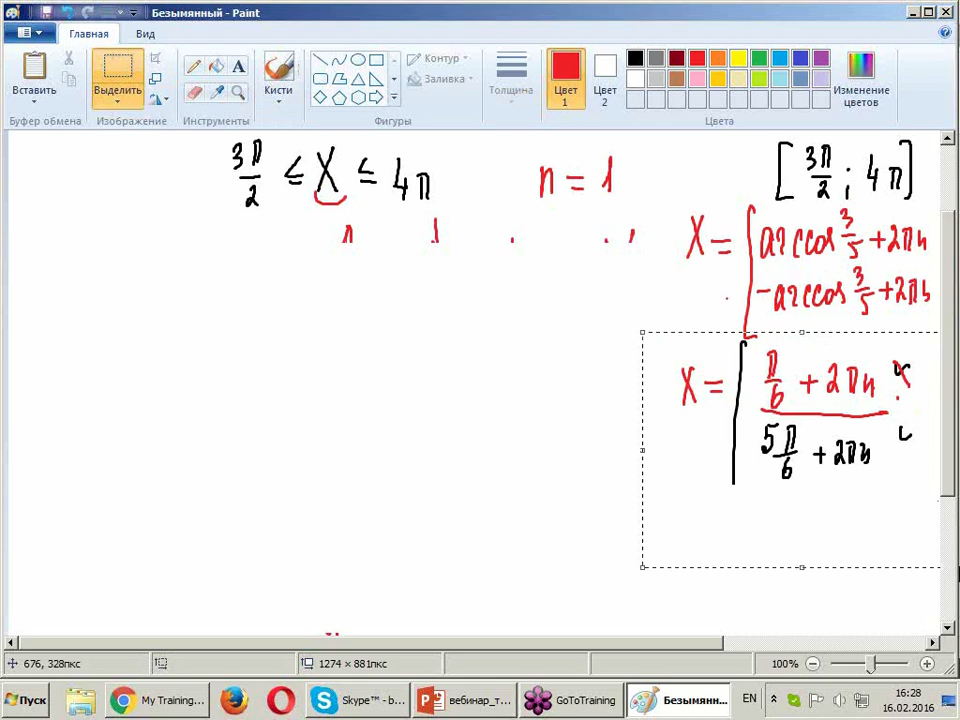 Безымянный - Paint
Главная Вид
Вставить Выделить Кисти Контур Заливка Толщина Цвет 1 Цвет 2 Изменение цветов
Буфер обмена Изображение Инструменты Фигуры Цвета
3π/2 ≤ X ≤ 4π n = 1 [3π/2 ; 4π]
X = [ arccos 3/5 + 2πn
-arccos 3/5 + 2πn
X = [ π/6 + 2πn
5π/6 + 2πn
676, 328пкс 1274 × 881пкс 100%
Пуск My Training... Skype™ - b... вебинар_т... GoToTraining Безымянн... EN 16:28
16.02.2016